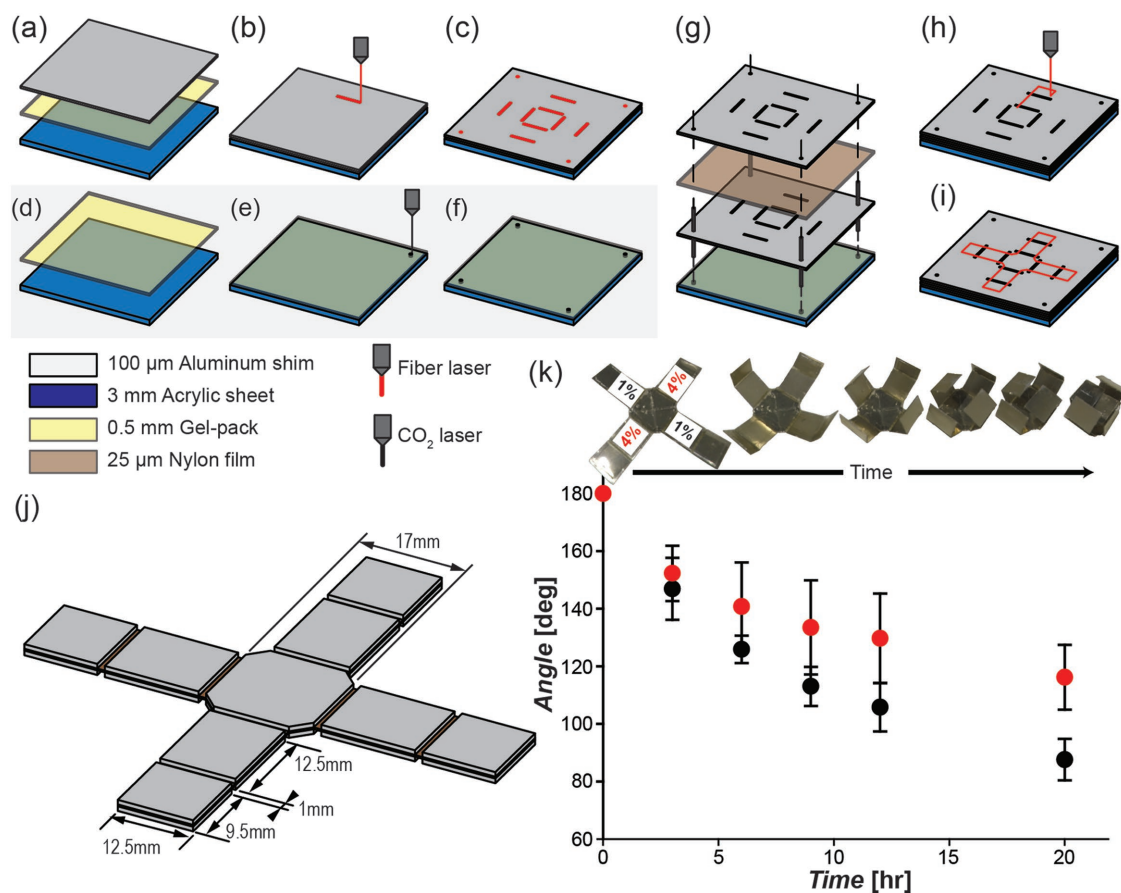 (a)
(b)
(c)
(g)
(h)
(d)
(e)
(f)
(i)
100 µm Aluminum shim
3 mm Acrylic sheet
0.5 mm Gel-pack
25 µm Nylon film
Fiber laser
CO₂ laser
(j)
17mm
12.5mm
1mm
9.5mm
12.5mm
(k)
1%
4%
4%
1%
Time
180
160
140
120
100
80
60
Angle [deg]
0
5
10
15
20
Time [hr]